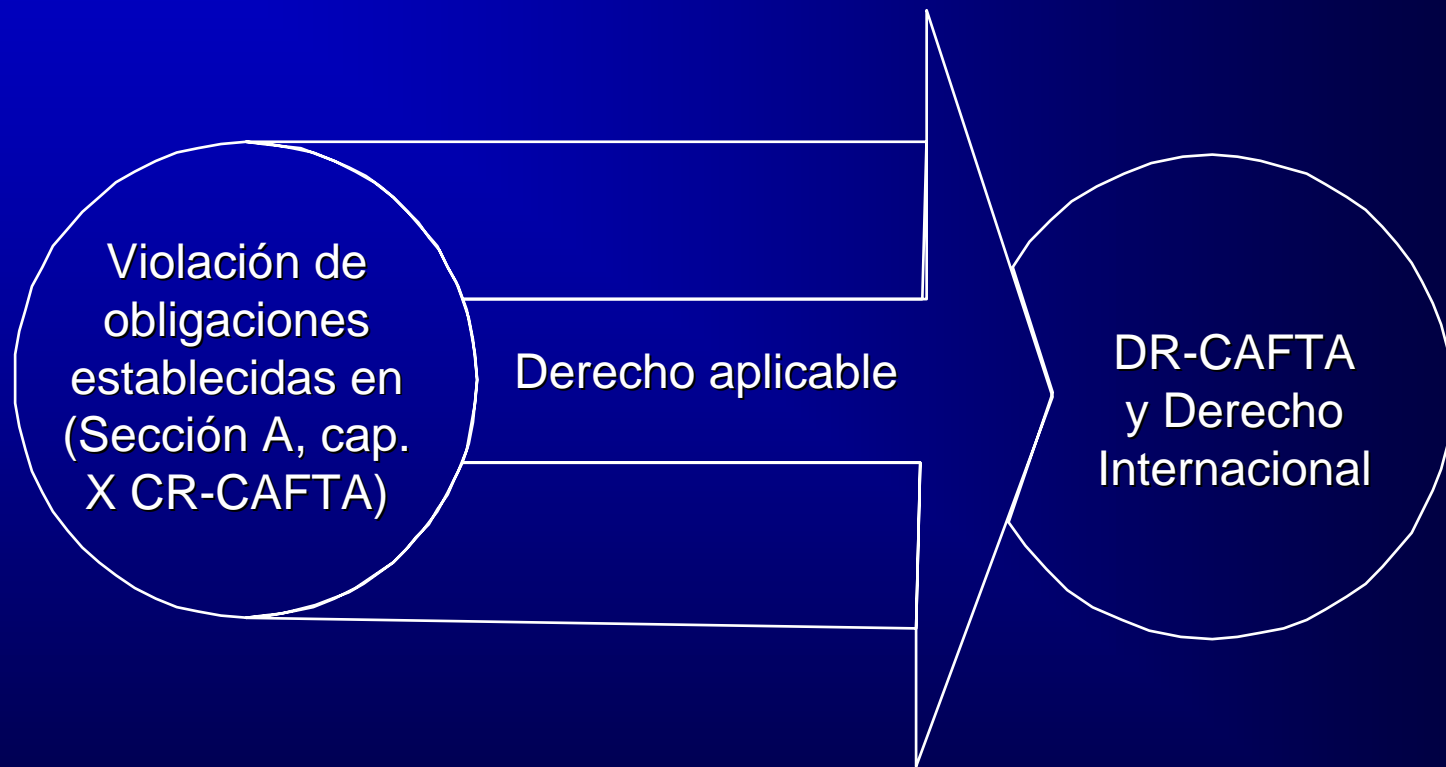 Violación de
obligaciones
establecidas en
(Sección A, cap.
X CR-CAFTA)
Derecho aplicable
DR-CAFTA
y Derecho
Internacional